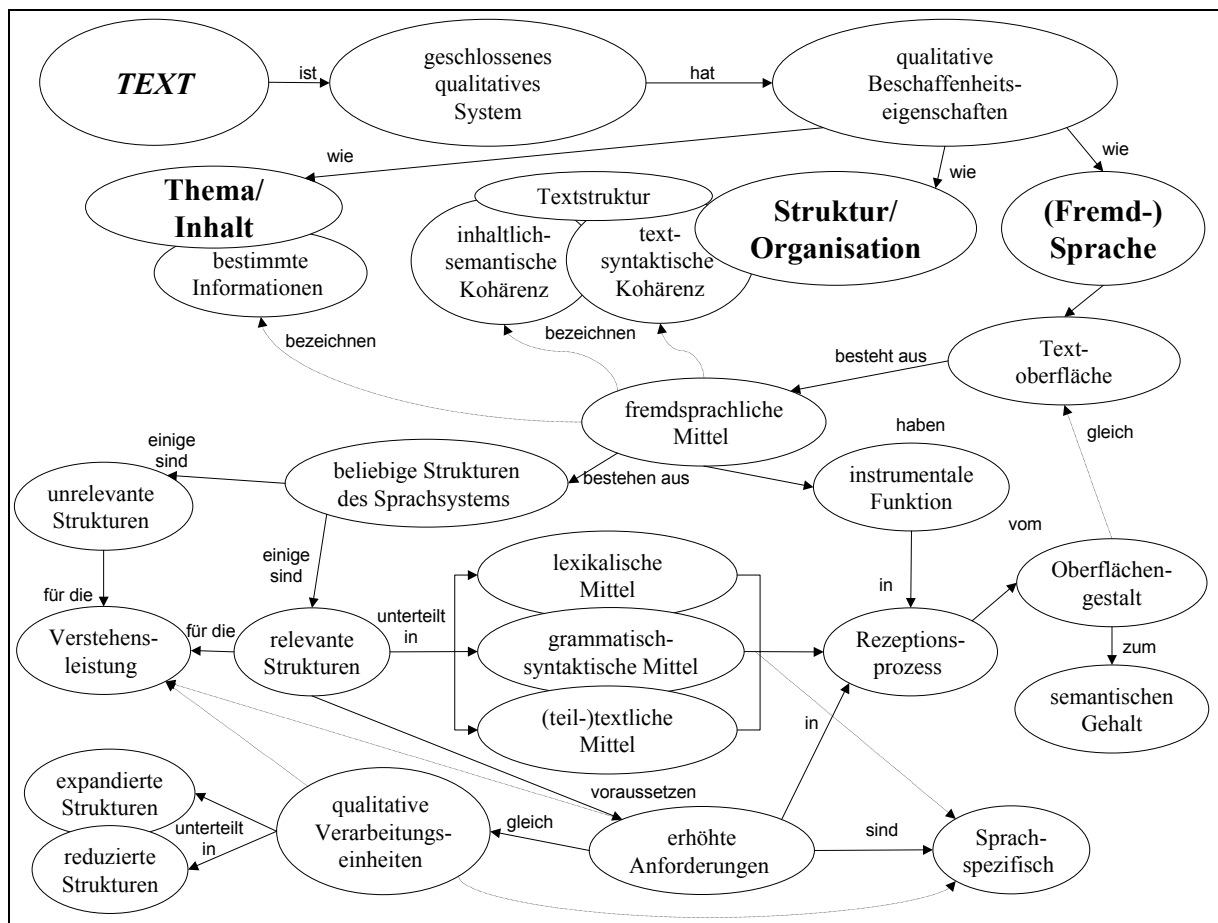 TEXT
ist
geschlossenes
qualitatives
System
hat
qualitative
Beschaffenheits-
eigenschaften
wie
wie
wie
Thema/
Inhalt
bestimmte
Informationen
Textstruktur
inhaltlich-
semantische
Kohärenz
text-
syntaktische
Kohärenz
Struktur/
Organisation
(Fremd-)
Sprache
bezeichnen
bezeichnen
besteht aus
Text-
oberfläche
fremdsprachliche
Mittel
haben
gleich
einige
sind
beliebige Strukturen
des Sprachsystems
bestehen aus
instrumentale
Funktion
unrelevante
Strukturen
vom
einige
sind
lexikalische
Mittel
Oberflächen-
gestalt
für die
in
unterteilt
in
Verstehens-
leistung
für die
relevante
Strukturen
grammatisch-
syntaktische Mittel
Rezeptions-
prozess
zum
semantischen
Gehalt
(teil-)textliche
Mittel
in
expandierte
Strukturen
voraussetzen
unterteilt
in
qualitative
Verarbeitungs-
einheiten
gleich
erhöhte
Anforderungen
sind
Sprach-
spezifisch
reduzierte
Strukturen